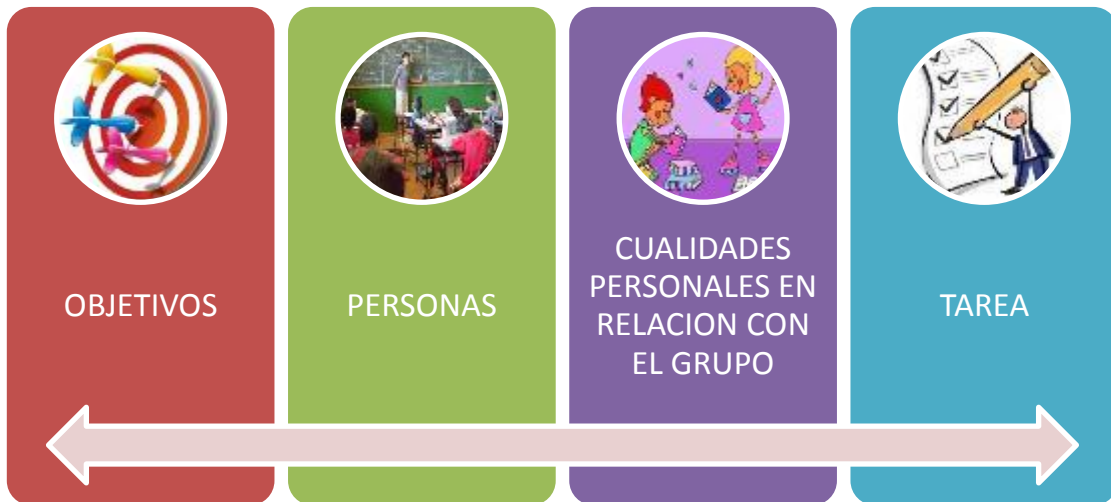 OBJETIVOS
PERSONAS
CUALIDADES
PERSONALES EN
RELACION CON
EL GRUPO
TAREA